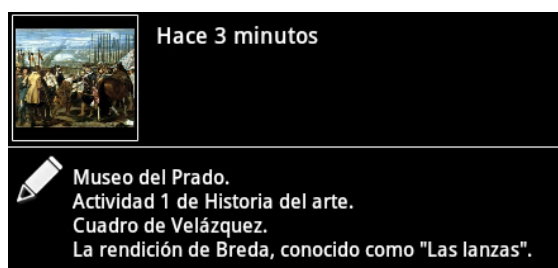 Hace 3 minutos
Museo del Prado.
Actividad 1 de Historia del arte.
Cuadro de Velázquez.
La rendición de Breda, conocido como "Las lanzas".